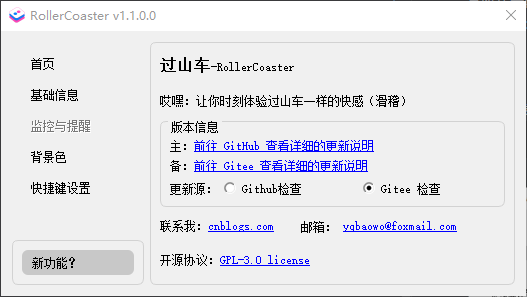 RollerCoaster v1.1.0.0
首页
基础信息
监控与提醒
背景色
快捷键设置
新功能?
过山车-RollerCoaster
哎嘿: 让你时刻体验过山车一样的快感（滑稽）
版本信息
主: 前往 GitHub 查看详细的更新说明
备: 前往 Gitee 查看详细的更新说明
更新源: Github检查 Gitee 检查
联系我: cnblogs.com 邮箱: vqbaowo@foxmail.com
开源协议: GPL-3.0 license